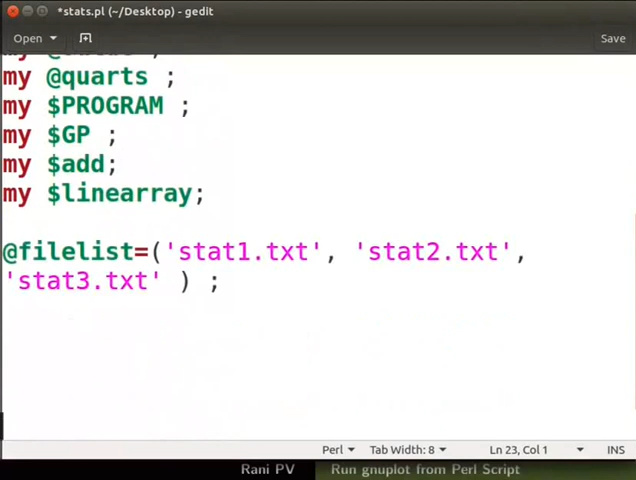 *stats.pl (~/Desktop) - gedit
Open Save
my @quarts ;
my $PROGRAM ;
my $GP ;
my $add;
my $linearray;
@filelist=('stat1.txt', 'stat2.txt',
'stat3.txt' ) ;
Perl Tab Width: 8 Ln 23, Col 1 INS
Rani PV Run gnuplot from Perl Script